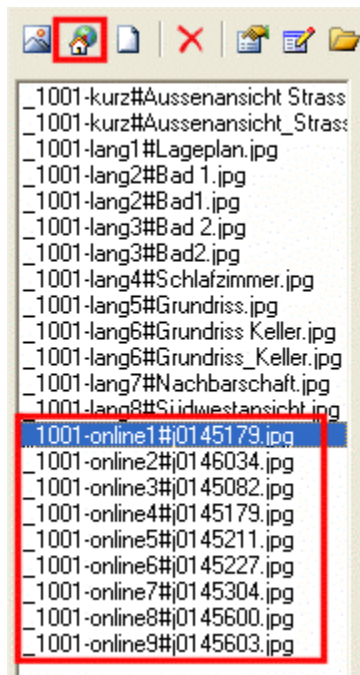 _1001-kurz#Aussenansicht Strass
_1001-kurz#Aussenansicht_Strass
_1001-lang1#Lageplan.jpg
_1001-lang2#Bad 1.jpg
_1001-lang2#Bad1.jpg
_1001-lang3#Bad 2.jpg
_1001-lang3#Bad2.jpg
_1001-lang4#Schlafzimmer.jpg
_1001-lang5#Grundriss.jpg
_1001-lang6#Grundriss Keller.jpg
_1001-lang6#Grundriss_Keller.jpg
_1001-lang7#Nachbarschaft.jpg
_1001-lang8#Südwestansicht.jpg
_1001-online1#j0145179.jpg
_1001-online2#j0146034.jpg
_1001-online3#j0145082.jpg
_1001-online4#j0145179.jpg
_1001-online5#j0145211.jpg
_1001-online6#j0145227.jpg
_1001-online7#j0145304.jpg
_1001-online8#j0145600.jpg
_1001-online9#j0145603.jpg